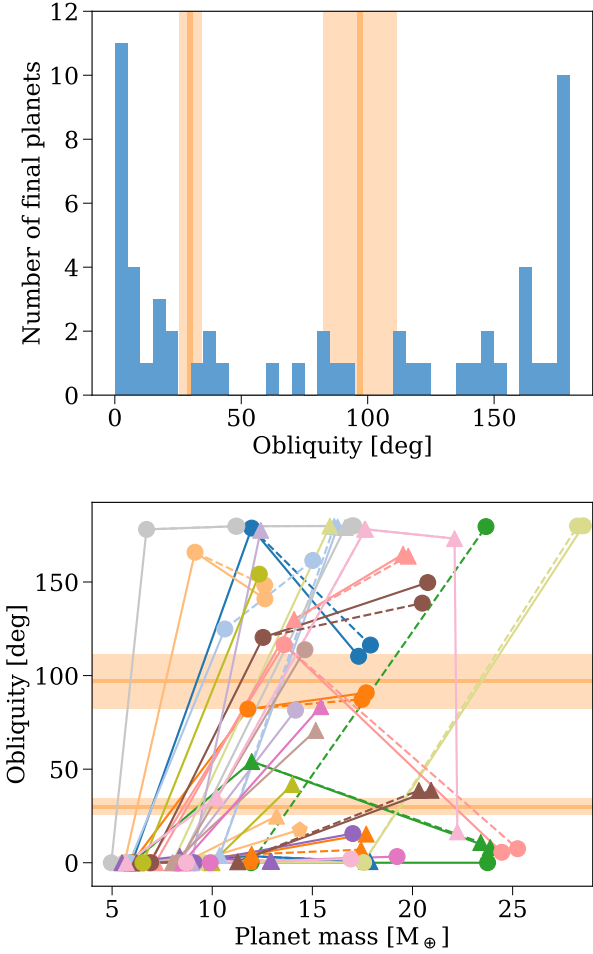 12
10
8
6
4
2
0
Number of final planets
0 50 100 150
Obliquity [deg]
150
100
50
0
Obliquity [deg]
5 10 15 20 25
Planet mass [M⊕]